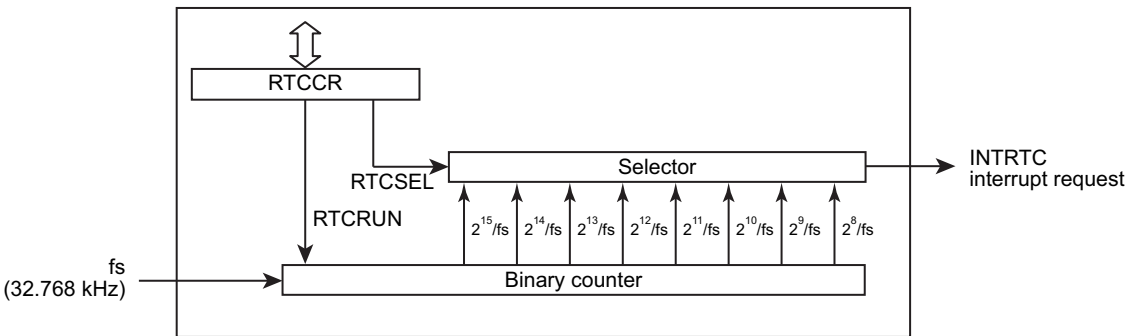 RTCCR
Selector
INTRTC
interrupt request
RTCSEL
RTCRUN
2^15/fs 2^14/fs 2^13/fs 2^12/fs 2^11/fs 2^10/fs 2^9/fs 2^8/fs
fs
(32.768 kHz)
Binary counter